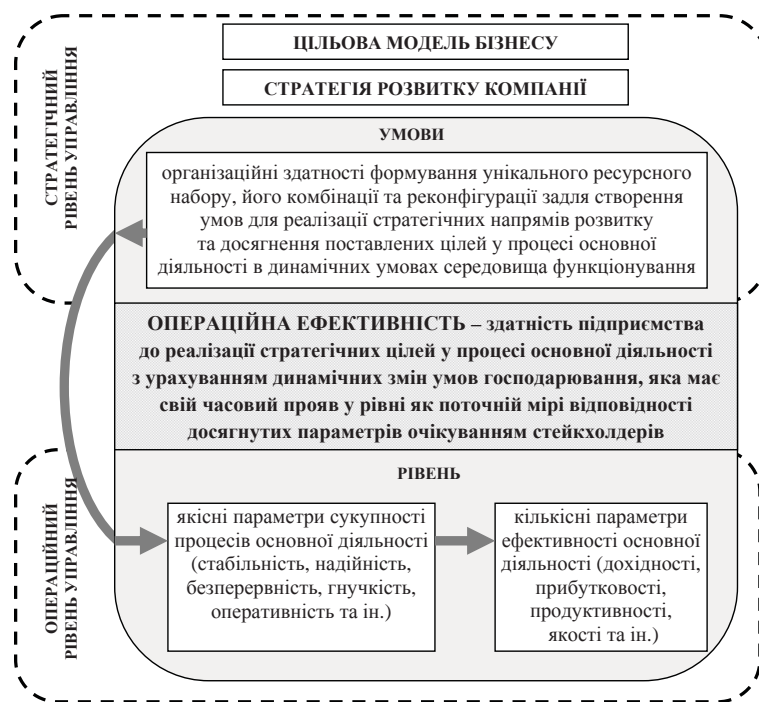 ЦІЛЬОВА МОДЕЛЬ БІЗНЕСУ
СТРАТЕГІЯ РОЗВИТКУ КОМПАНІЇ
СТРАТЕГІЧНИЙ
РІВЕНЬ УПРАВЛІННЯ
УМОВИ
організаційні здатності формування унікального ресурсного
набору, його комбінації та реконфігурації задля створення
умов для реалізації стратегічних напрямів розвитку
та досягнення поставлених цілей у процесі основної
діяльності в динамічних умовах середовища функціонування
ОПЕРАЦІЙНА ЕФЕКТИВНІСТЬ – здатність підприємства
до реалізації стратегічних цілей у процесі основної діяльності
з урахуванням динамічних змін умов господарювання, яка має
свій часовий прояв у рівні як поточній мірі відповідності
досягнутих параметрів очікуванням стейкхолдерів
ОПЕРАЦІЙНИЙ
РІВЕНЬ УПРАВЛІННЯ
РІВЕНЬ
якісні параметри сукупності
процесів основної діяльності
(стабільність, надійність,
безперервність, гнучкість,
оперативність та ін.)
кількісні параметри
ефективності основної
діяльності (дохідності,
прибутковості,
продуктивності,
якості та ін.)